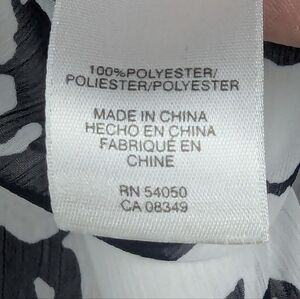 100%POLYESTER/
POLIESTER/POLYESTER
MADE IN CHINA
HECHO EN CHINA
FABRIQUÉ EN
CHINE
RN 54050
CA 08349